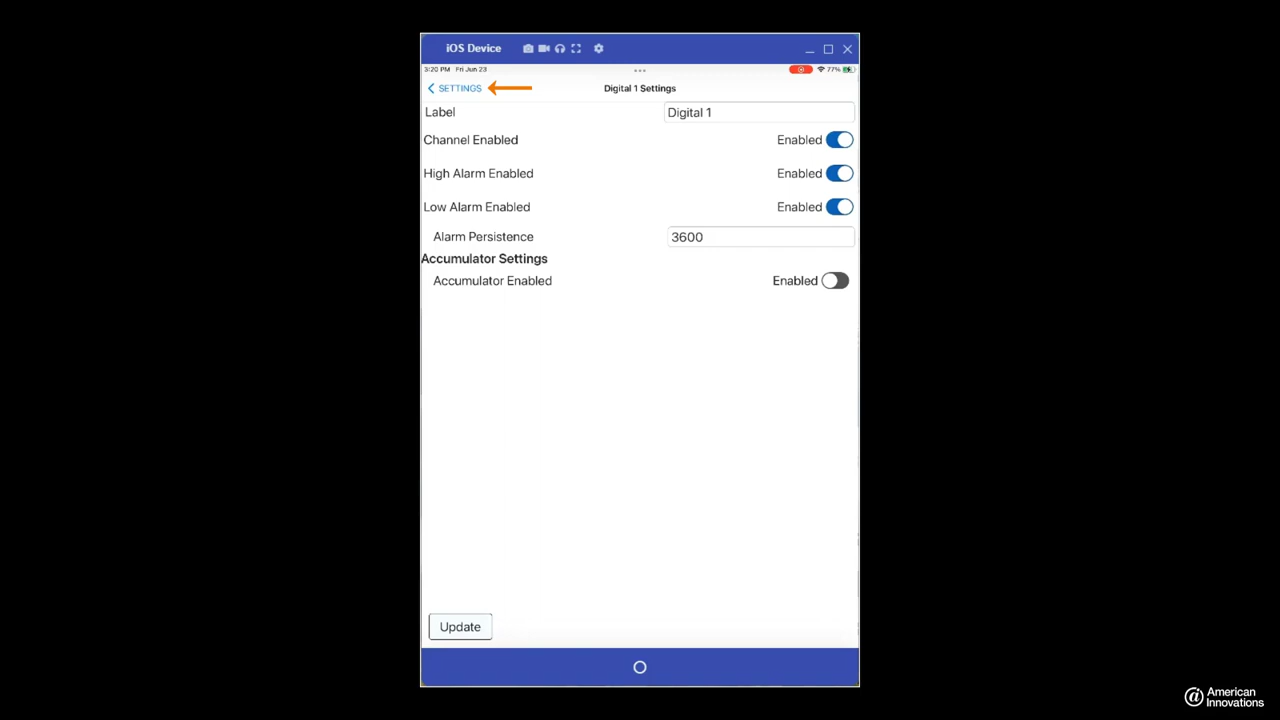 iOS Device
3:20 PM Fri Jun 23
77%
SETTINGS
Digital 1 Settings
Label
Digital 1
Channel Enabled
Enabled
High Alarm Enabled
Enabled
Low Alarm Enabled
Enabled
Alarm Persistence
3600
Accumulator Settings
Accumulator Enabled
Enabled
Update
American
Innovations